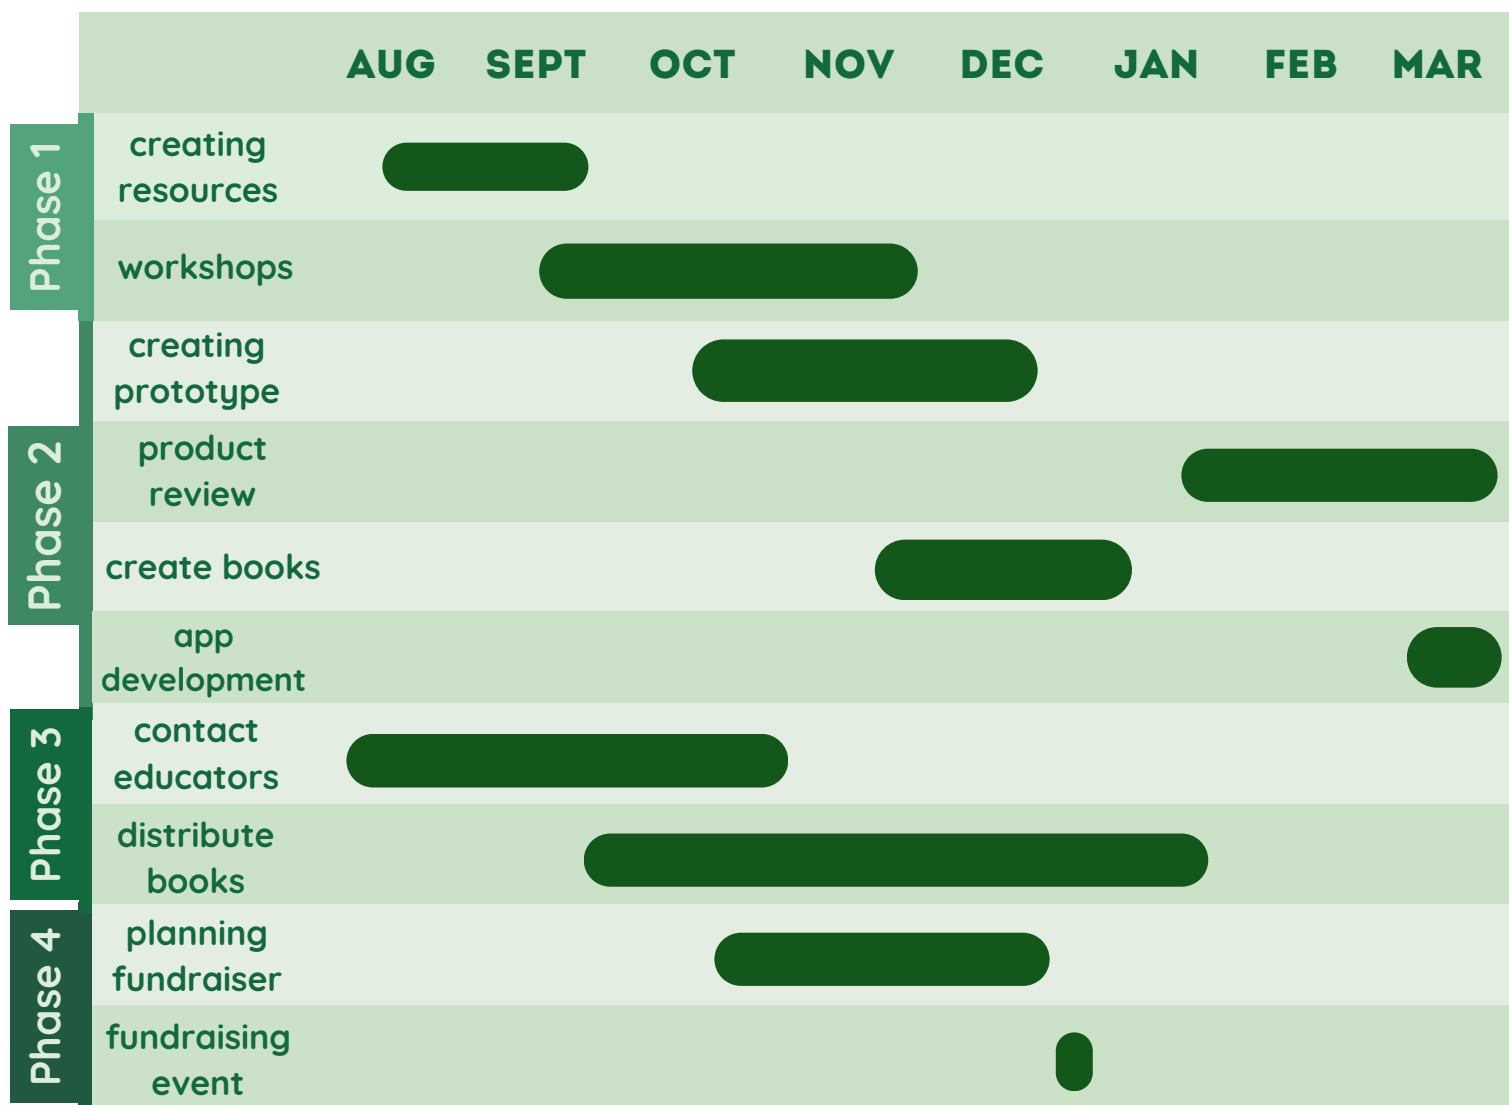 AUG SEPT OCT NOV DEC JAN FEB MAR
Phase 1
creating
resources
workshops
Phase 2
creating
prototype
product
review
create books
app
development
Phase 3
contact
educators
distribute
books
Phase 4
planning
fundraiser
fundraising
event